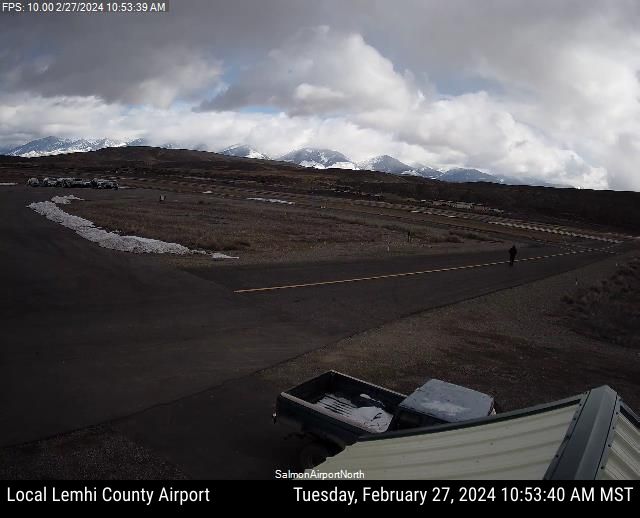 FPS: 10.00 2/27/2024 10:53:39 AM
SalmonAirportNorth
Local Lemhi County Airport Tuesday, February 27, 2024 10:53:40 AM MST